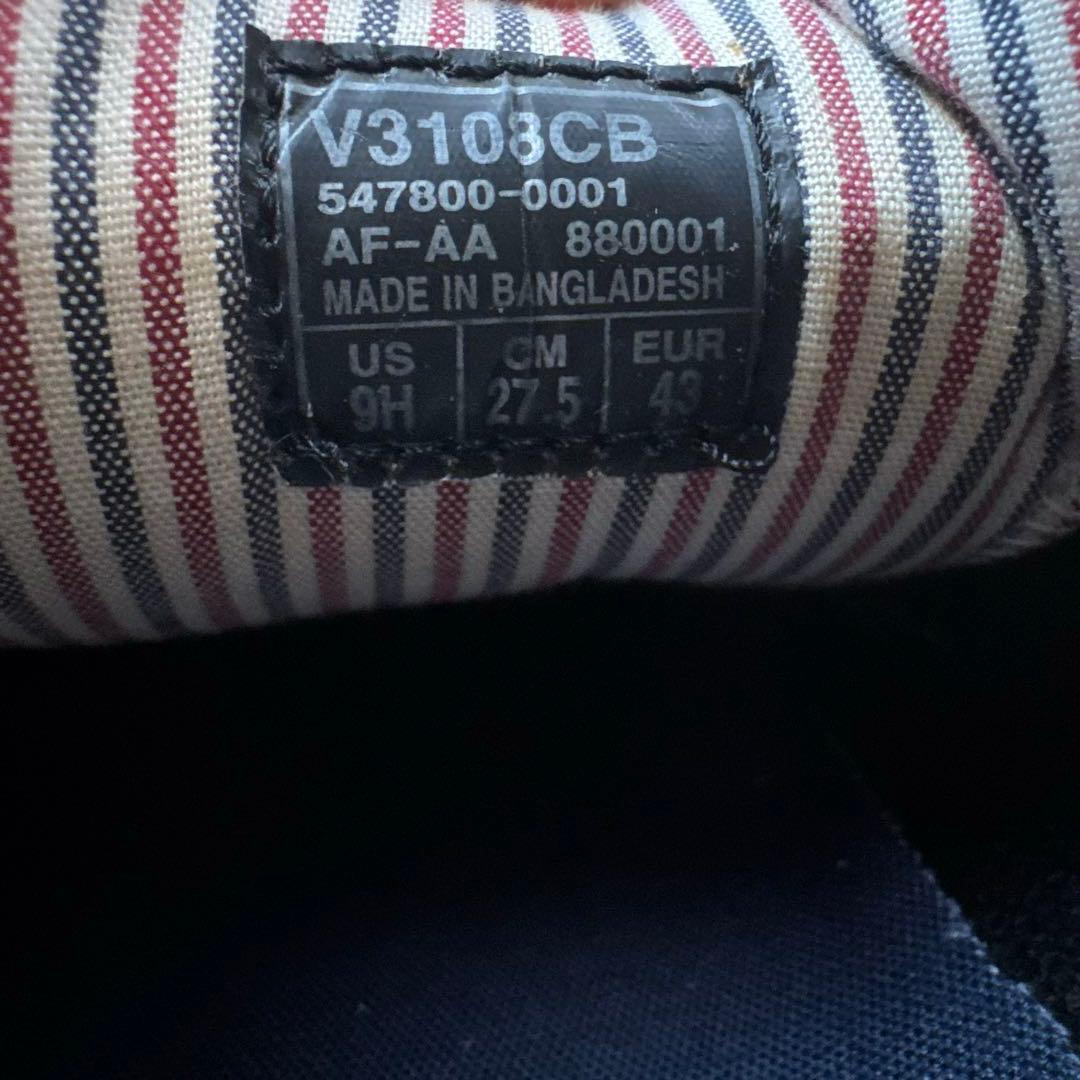 V3108CB
547800-0001
AF-AA 880001
MADE IN BANGLADESH
US CM EUR
9H 27.5 43